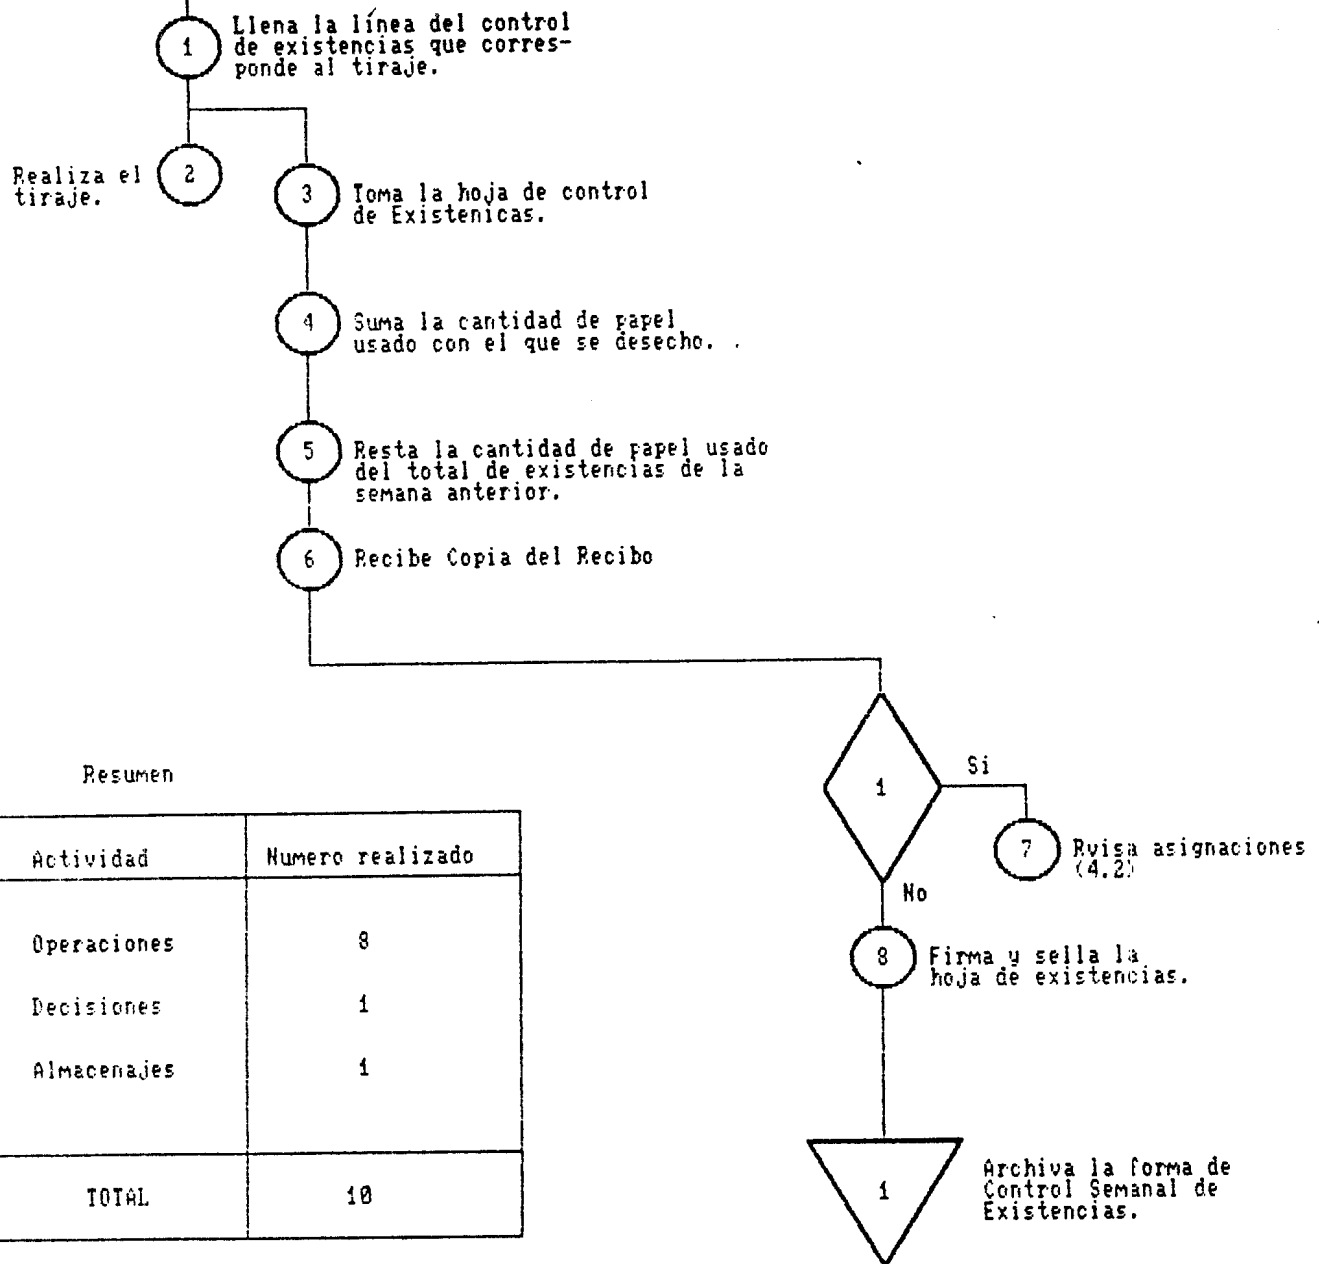 Llena la línea del control
1
de existencias que corres-
ponde al tiraje.
Realiza el
tiraje.
2
3
Toma la hoja de control
de Existenicas.
4
Suma la cantidad de papel
usado con el que se desecho. .
5
Resta la cantidad de papel usado
del total de existencias de la
semana anterior.
6
Recibe Copia del Recibo
1
Si
7
Rvisa asignaciones
(4.2)
No
8
Firma y sella la
hoja de existencias.
1
Archiva la forma de
Control Semanal de
Existencias.
Resumen
Actividad Numero realizado
Operaciones 8
Decisiones 1
Almacenajes 1
TOTAL 10